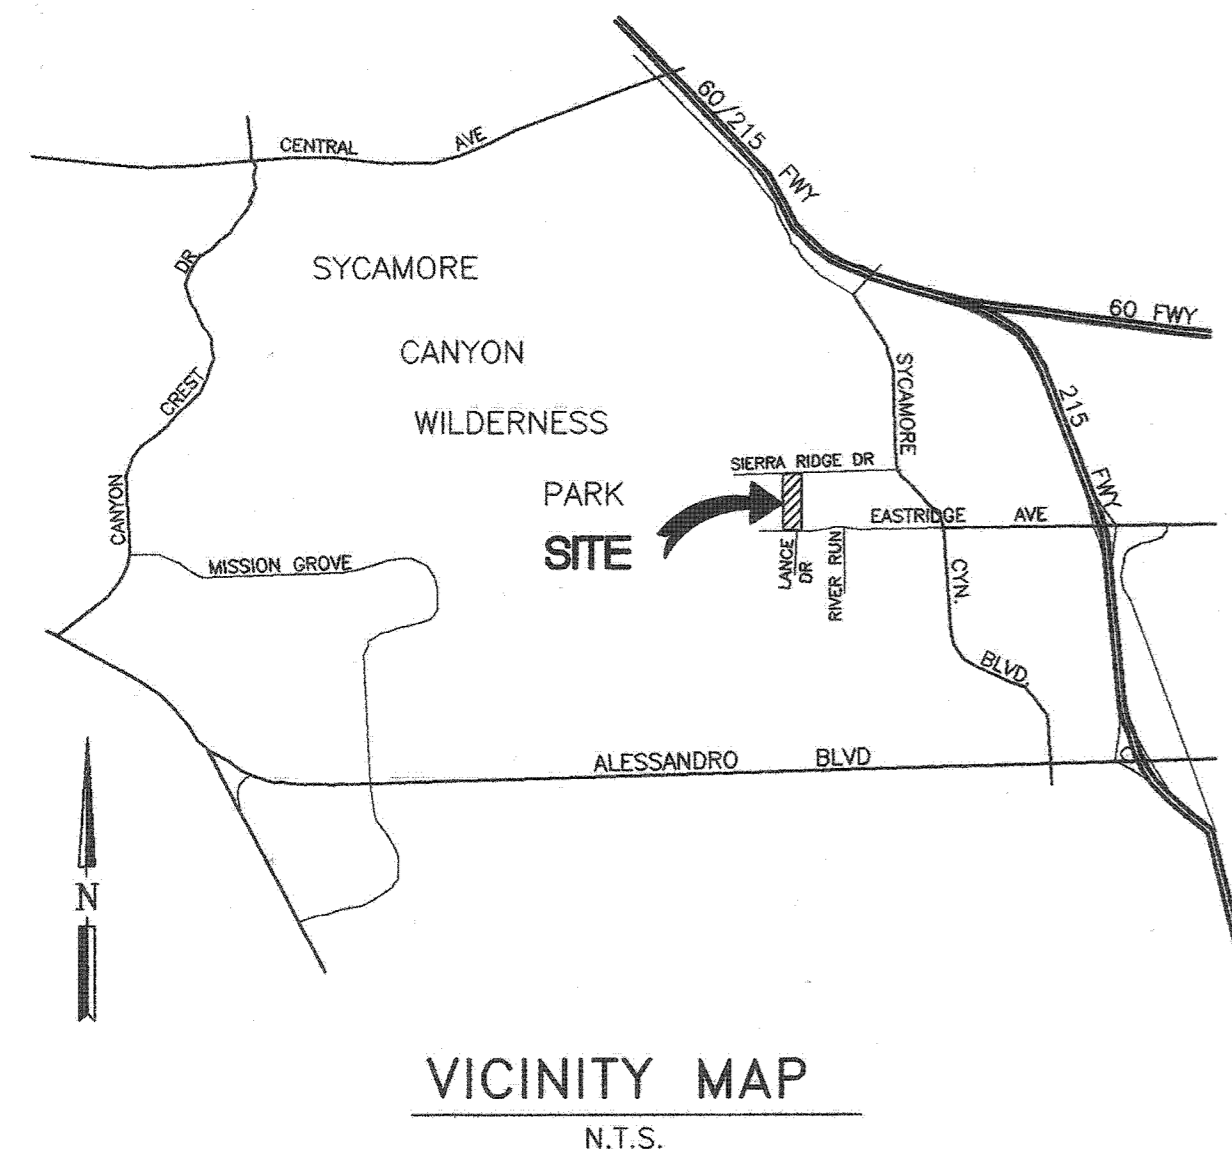 60/215 FWY
CENTRAL AVE
CANYON CREST DR
SYCAMORE
CANYON
WILDERNESS
PARK
SITE
60 FWY
215 FWY
SYCAMORE CYN. BLVD.
SIERRA RIDGE DR
EASTRIDGE AVE
LANCE DR
RIVER RUN
MISSION GROVE
ALESSANDRO BLVD
N
VICINITY MAP
N.T.S.